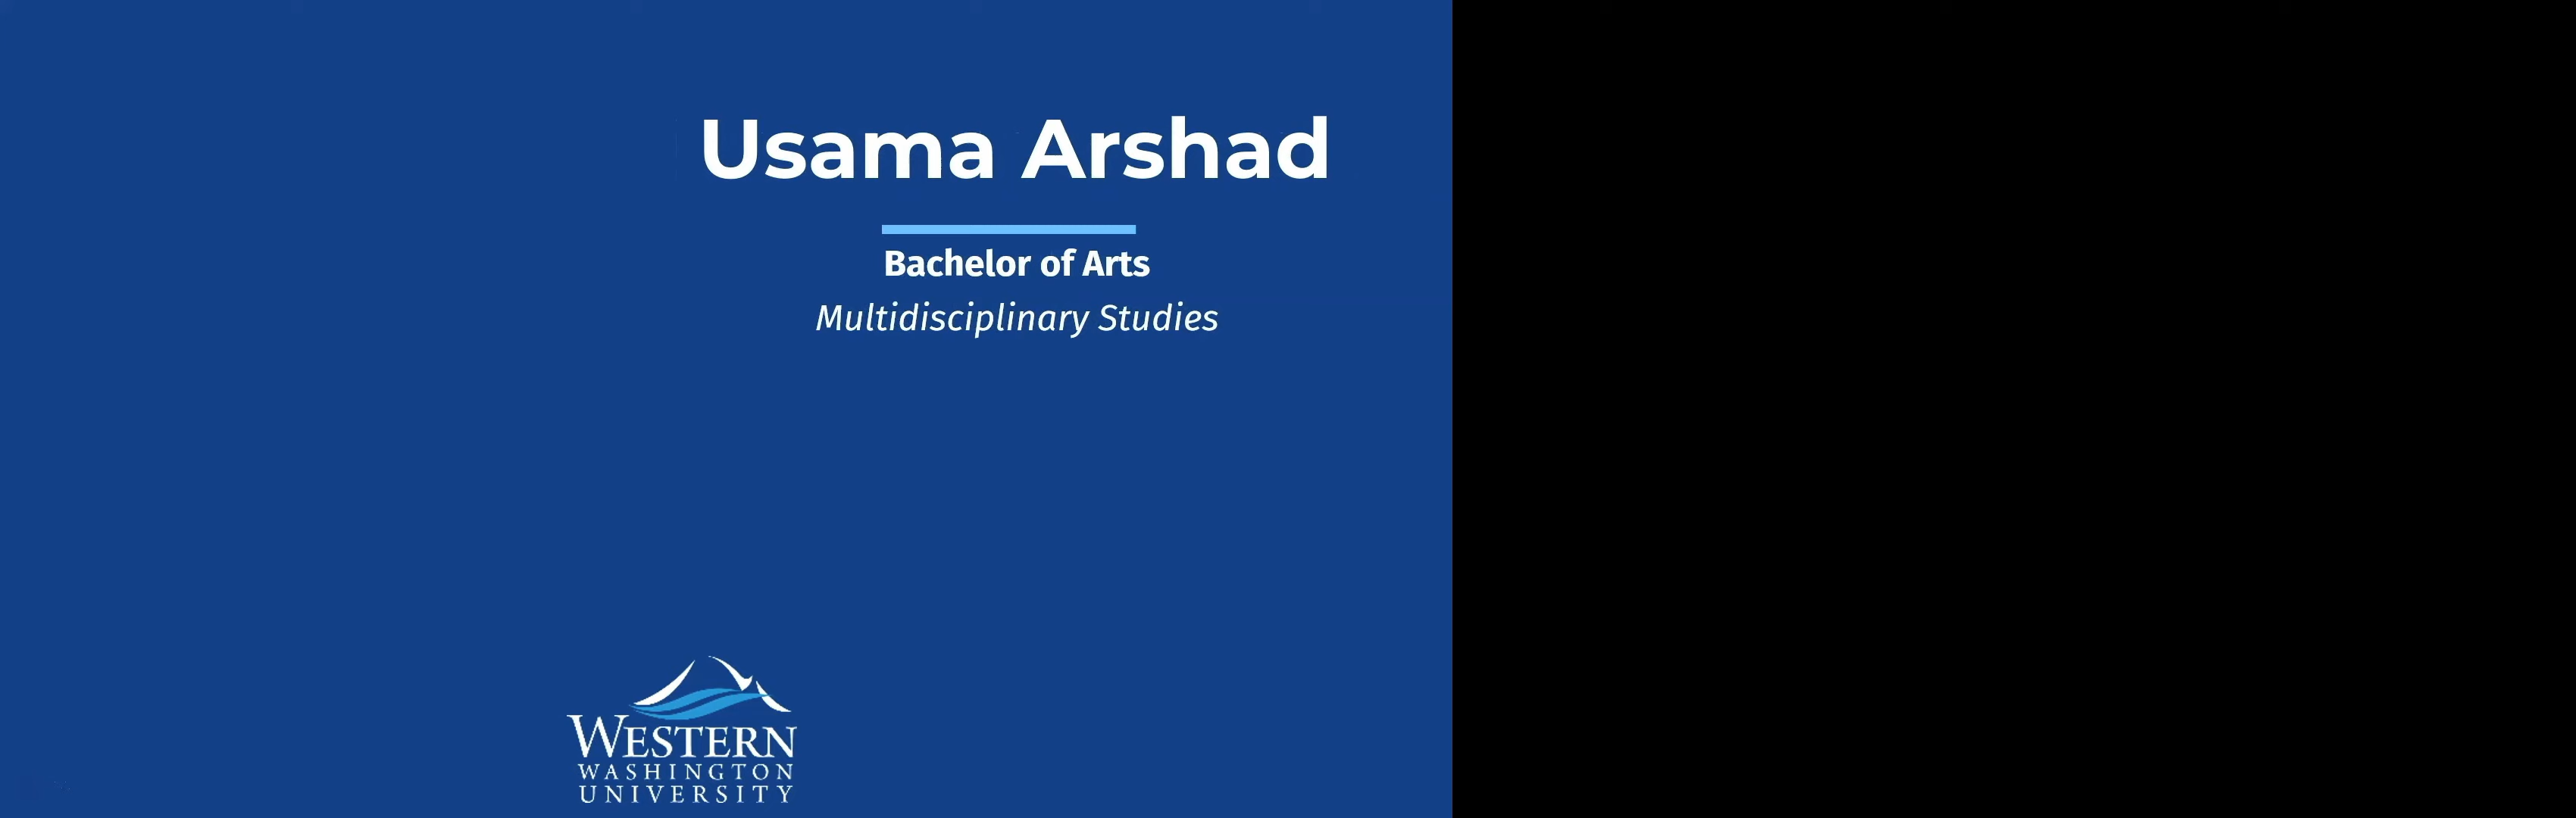 Usama Arshad
Bachelor of Arts
Multidisciplinary Studies
WESTERN
WASHINGTON
UNIVERSITY